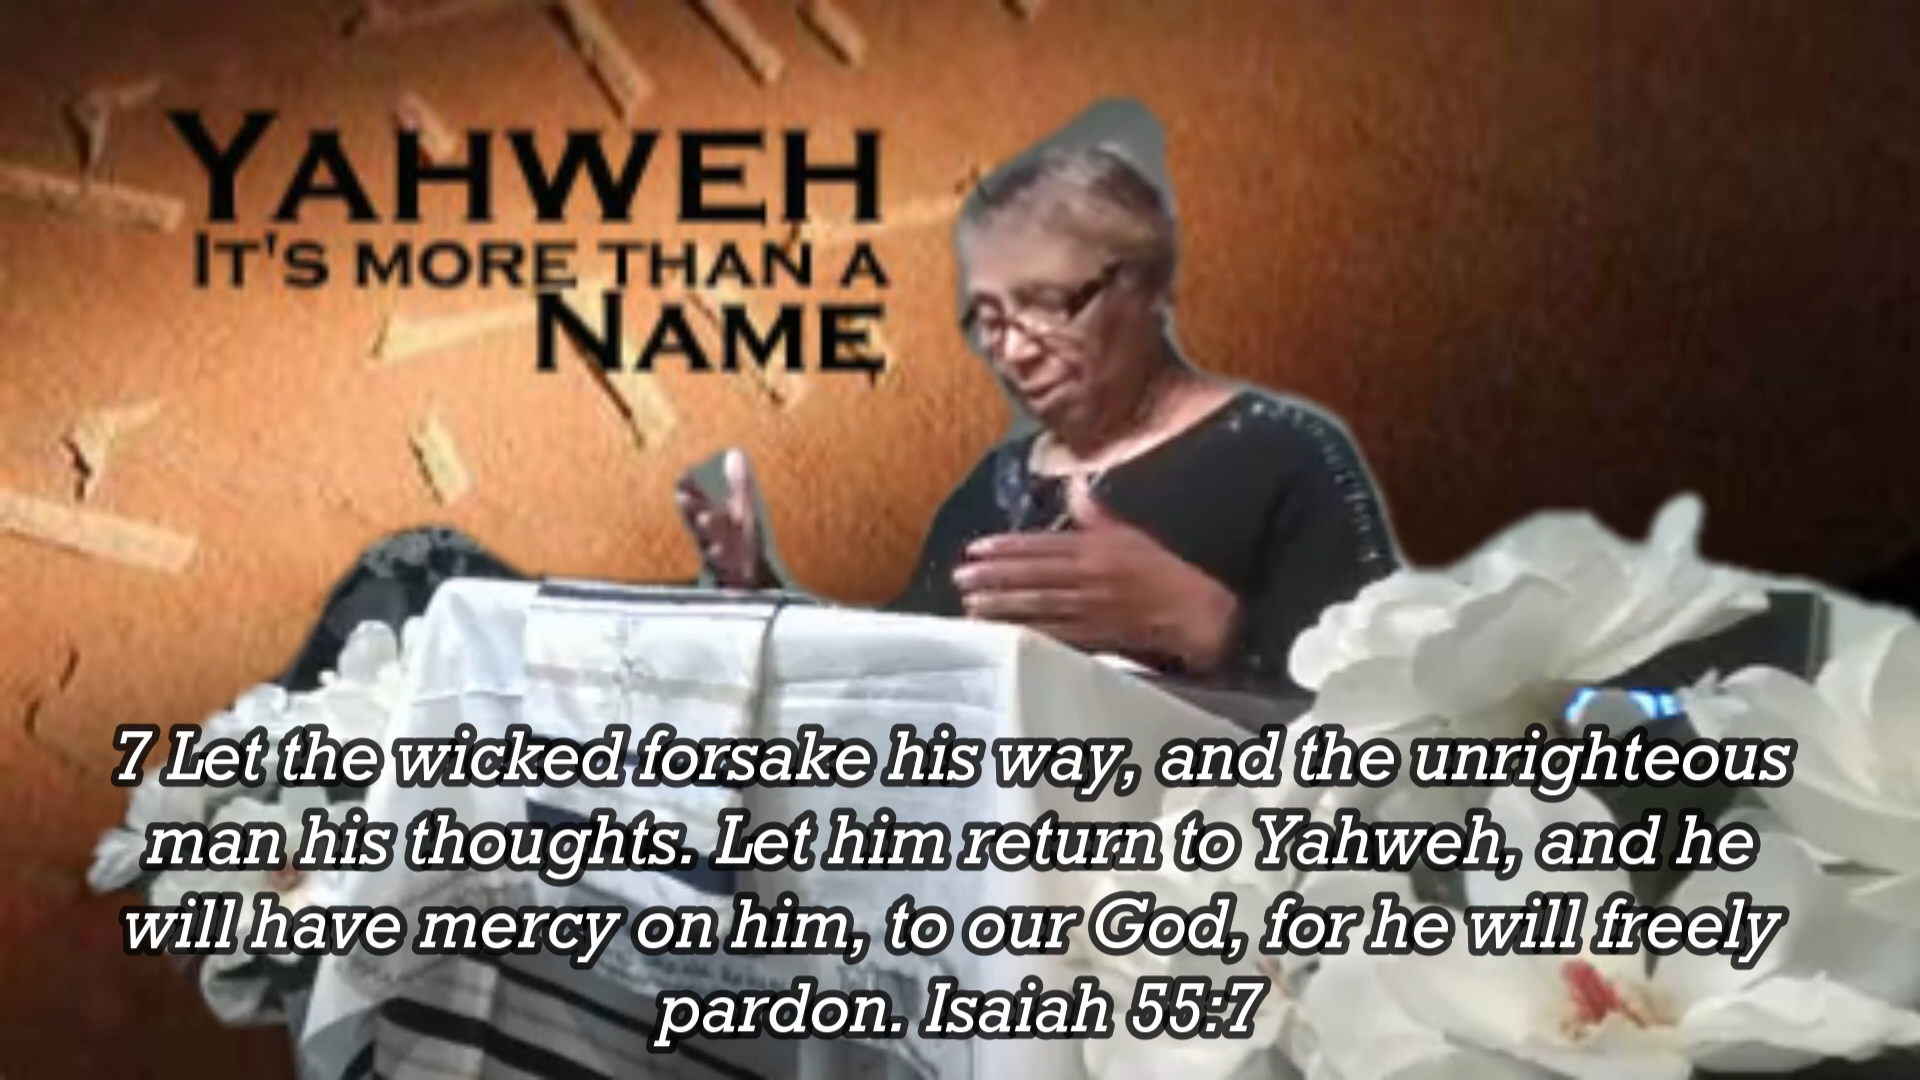 YAHWEH
IT'S MORE THAN A
NAME
7 Let the wicked forsake his way, and the unrighteous
man his thoughts. Let him return to Yahweh, and he
will have mercy on him, to our God, for he will freely
pardon. Isaiah 55:7